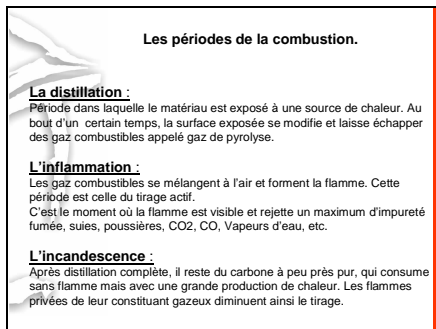 Les périodes de la combustion.
La distillation :
Période dans laquelle le matériau est exposé à une source de chaleur. Au
bout d'un certain temps, la surface exposée se modifie et laisse échapper
des gaz combustibles appelé gaz de pyrolyse.
L'inflammation :
Les gaz combustibles se mélangent à l'air et forment la flamme. Cette
période est celle du tirage actif.
C'est le moment où la flamme est visible et rejette un maximum d'impureté
fumée, suies, poussières, CO2, CO, Vapeurs d'eau, etc.
L'incandescence :
Après distillation complète, il reste du carbone à peu près pur, qui consume
sans flamme mais avec une grande production de chaleur. Les flammes
privées de leur constituant gazeux diminuent ainsi le tirage.